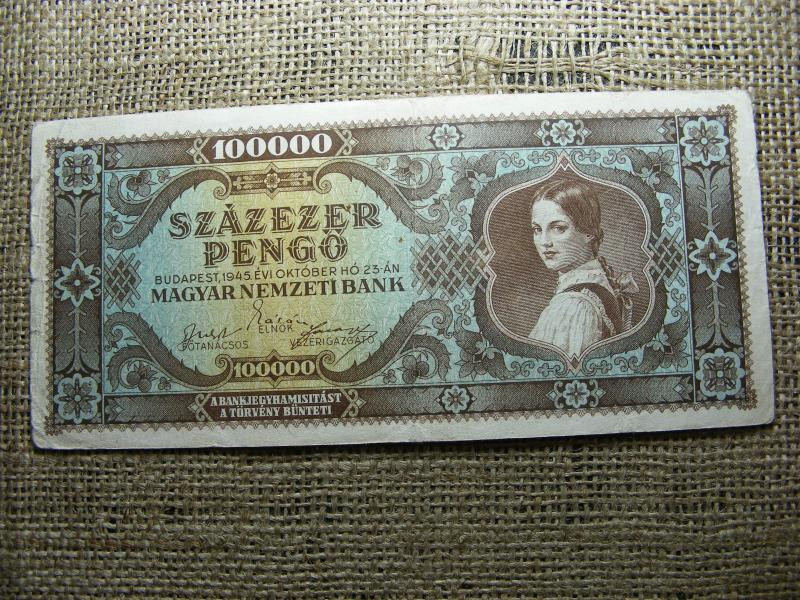 100000
SZÁZEZER
PENGŐ
BUDAPEST, 1945. ÉVI OKTÓBER HÓ 23-ÁN
MAGYAR NEMZETI BANK
ELNÖK
FŐTANÁCSOS VEZÉRIGAZGATÓ
100000
A BANKJEGYHAMISITÁST
A TÖRVÉNY BÜNTETI